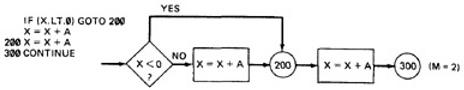 IF (X.LT.0) GOTO 200
X = X + A
200 X = X + A
300 CONTINUE
YES
X < 0
?
NO
X = X + A
200
X = X + A
300
(M = 2)